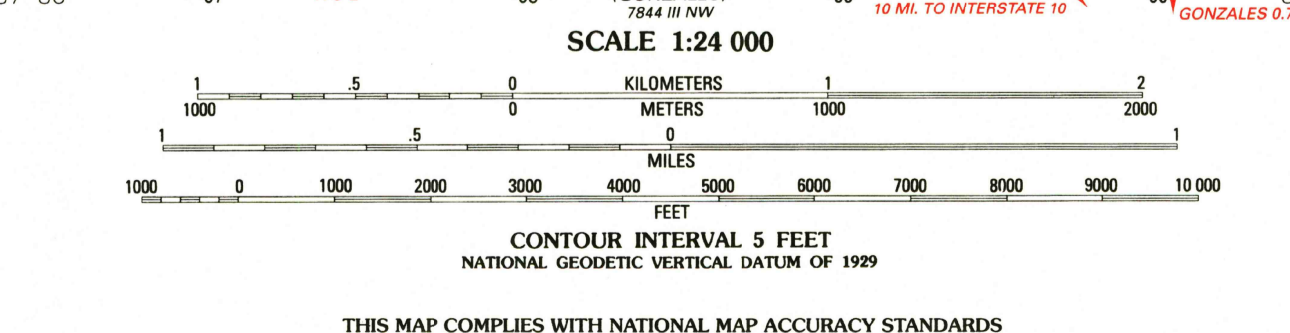 7844 III NW
10 MI. TO INTERSTATE 10
GONZALES 0.7
SCALE 1:24 000
1 .5 0 KILOMETERS 1 2
1000 0 METERS 1000 2000
1 .5 0 1
MILES
1000 0 1000 2000 3000 4000 5000 6000 7000 8000 9000 10 000
FEET
CONTOUR INTERVAL 5 FEET
NATIONAL GEODETIC VERTICAL DATUM OF 1929
THIS MAP COMPLIES WITH NATIONAL MAP ACCURACY STANDARDS